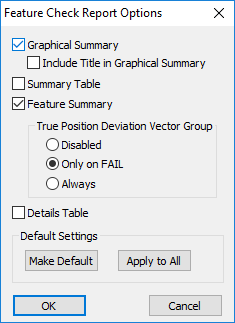 Feature Check Report Options
Graphical Summary
Include Title in Graphical Summary
Summary Table
Feature Summary
True Position Deviation Vector Group
Disabled
Only on FAIL
Always
Details Table
Default Settings
Make Default
Apply to All
OK
Cancel